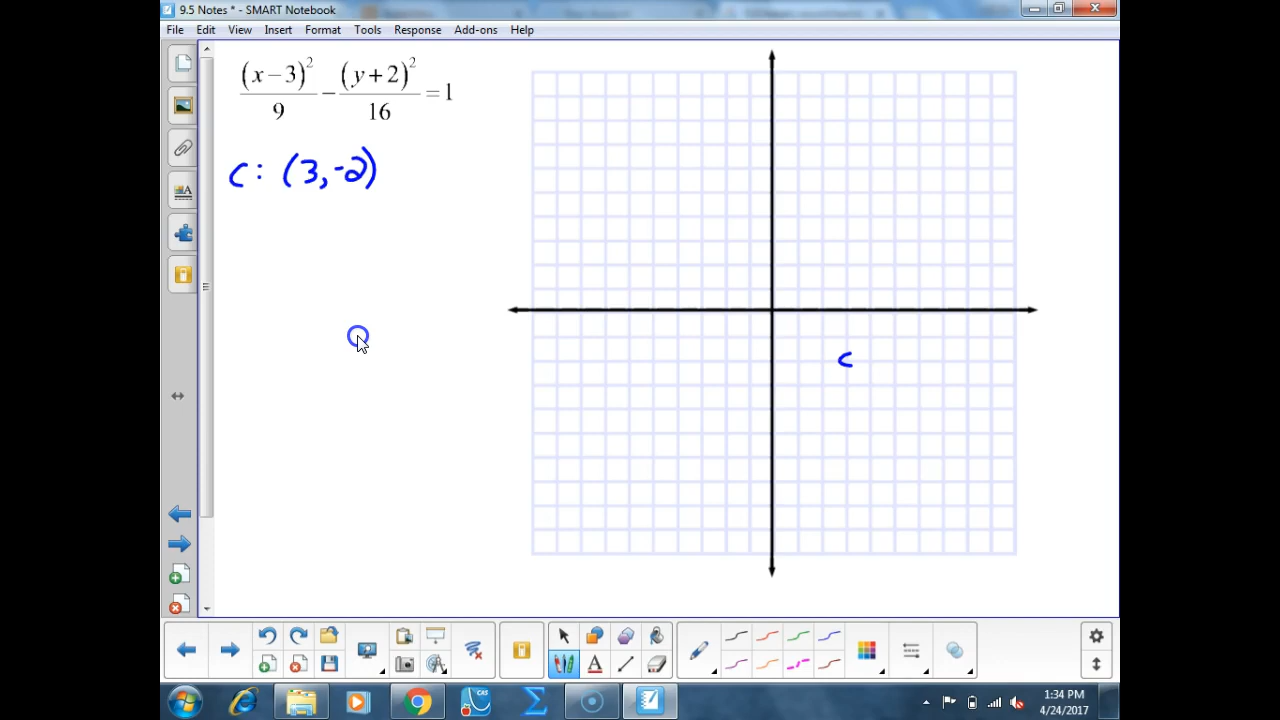 9.5 Notes * - SMART Notebook
File Edit View Insert Format Tools Response Add-ons Help
(x−3)²/9 − (y+2)²/16 = 1
C: (3,-2)
C
CAS
1:34 PM
4/24/2017